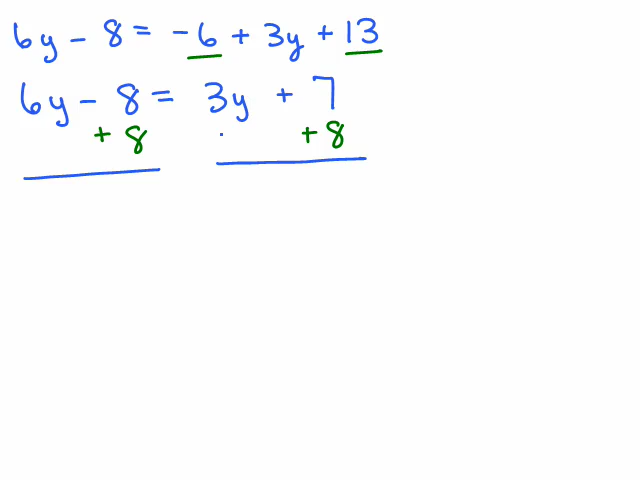 6y - 8 = -6 + 3y + 13
6y - 8 = 3y + 7
+ 8 + 8